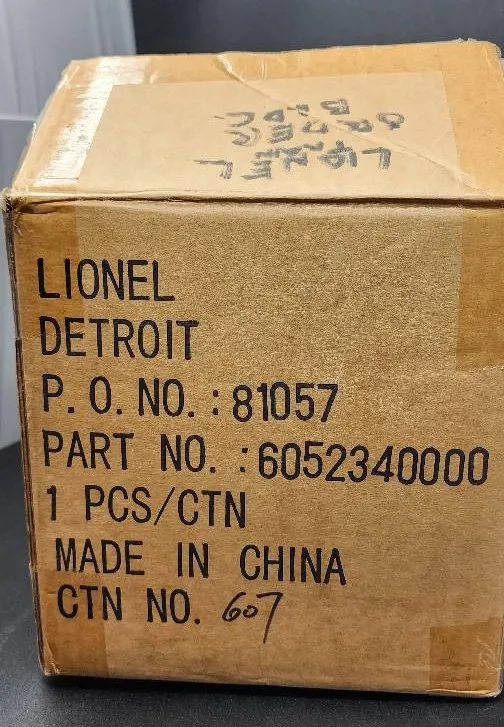 LIONEL
DETROIT
P.O. NO. : 81057
PART NO. : 6052340000
1 PCS/CTN
MADE IN CHINA
CTN NO. 607